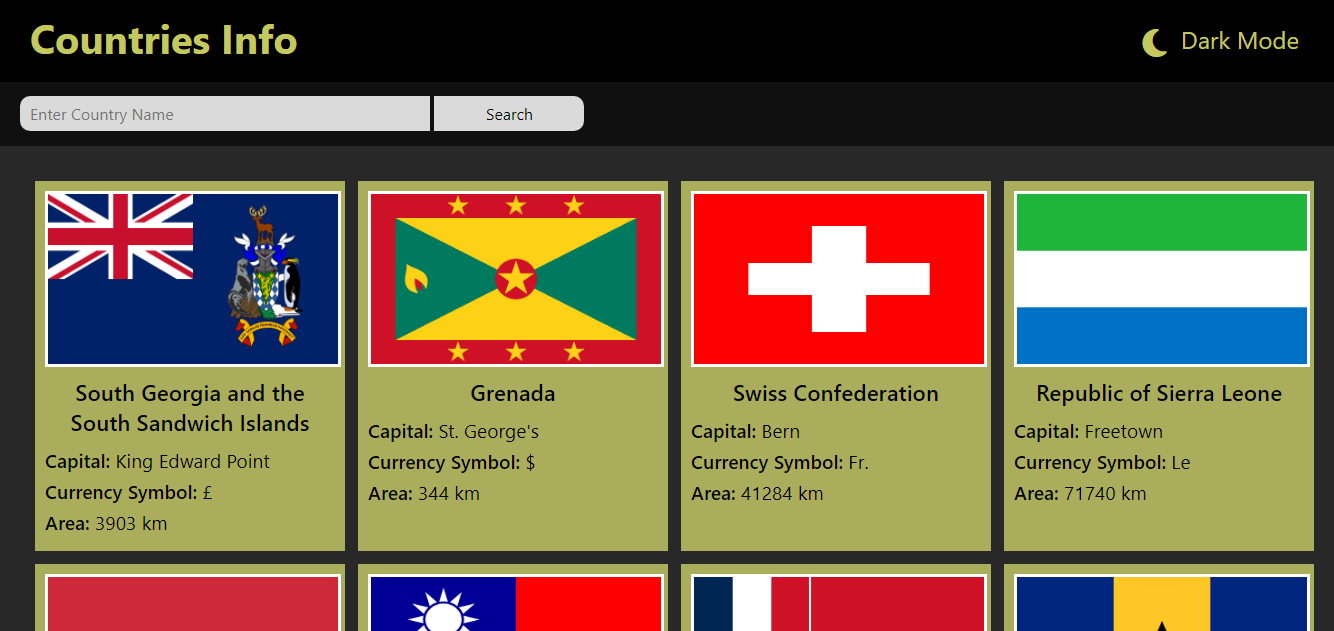 Countries Info
Dark Mode
Enter Country Name
Search
South Georgia and the
South Sandwich Islands
Capital: King Edward Point
Currency Symbol: £
Area: 3903 km
Grenada
Capital: St. George's
Currency Symbol: $
Area: 344 km
Swiss Confederation
Capital: Bern
Currency Symbol: Fr.
Area: 41284 km
Republic of Sierra Leone
Capital: Freetown
Currency Symbol: Le
Area: 71740 km